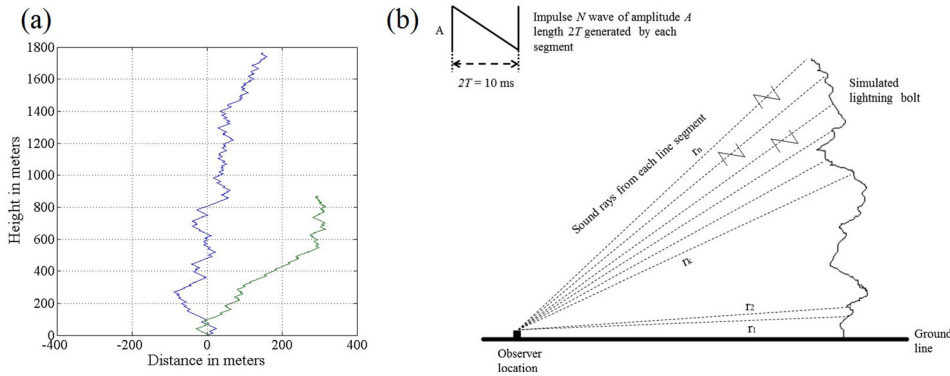 (a)
Height in meters
1800
1600
1400
1200
1000
800
600
400
200
0
-400
-200
0
200
400
Distance in meters
(b)
A
2T = 10 ms
Impulse N wave of amplitude A
length 2T generated by each
segment
Simulated
lightning bolt
Sound rays from each line segment
rn
rk
r2
r1
Observer
location
Ground
line